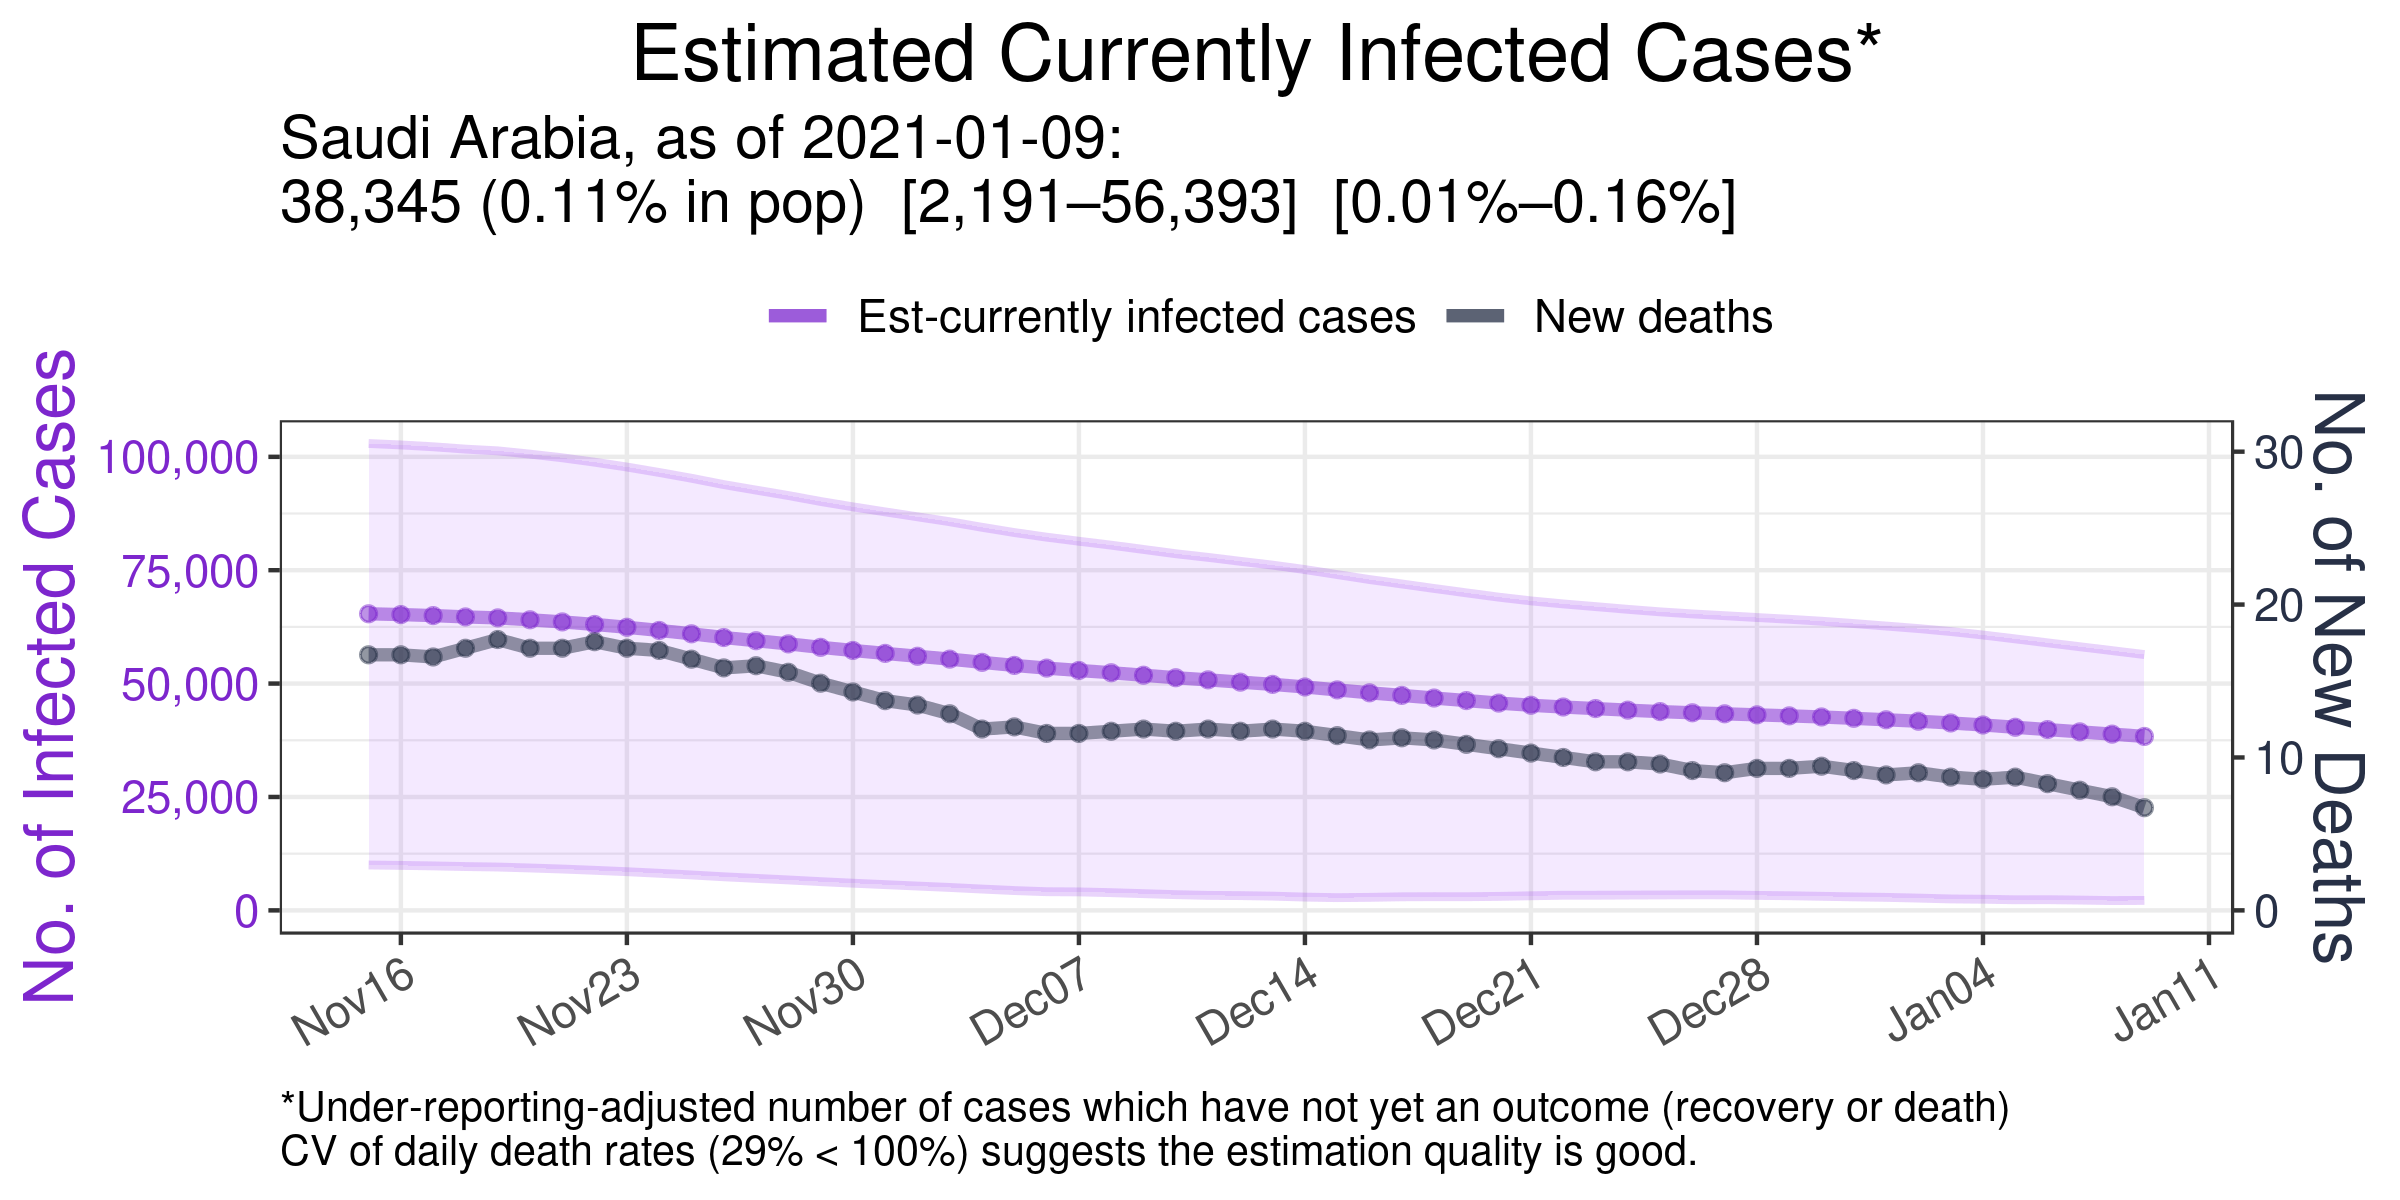 Estimated Currently Infected Cases*
Saudi Arabia, as of 2021-01-09:
38,345 (0.11% in pop)  [2,191–56,393]  [0.01%–0.16%]
Est-currently infected cases
New deaths
No. of Infected Cases
100,000
75,000
50,000
25,000
0
30
20
10
0
No. of New Deaths
Nov16
Nov23
Nov30
Dec07
Dec14
Dec21
Dec28
Jan04
Jan11
*Under-reporting-adjusted number of cases which have not yet an outcome (recovery or death)
CV of daily death rates (29% < 100%) suggests the estimation quality is good.